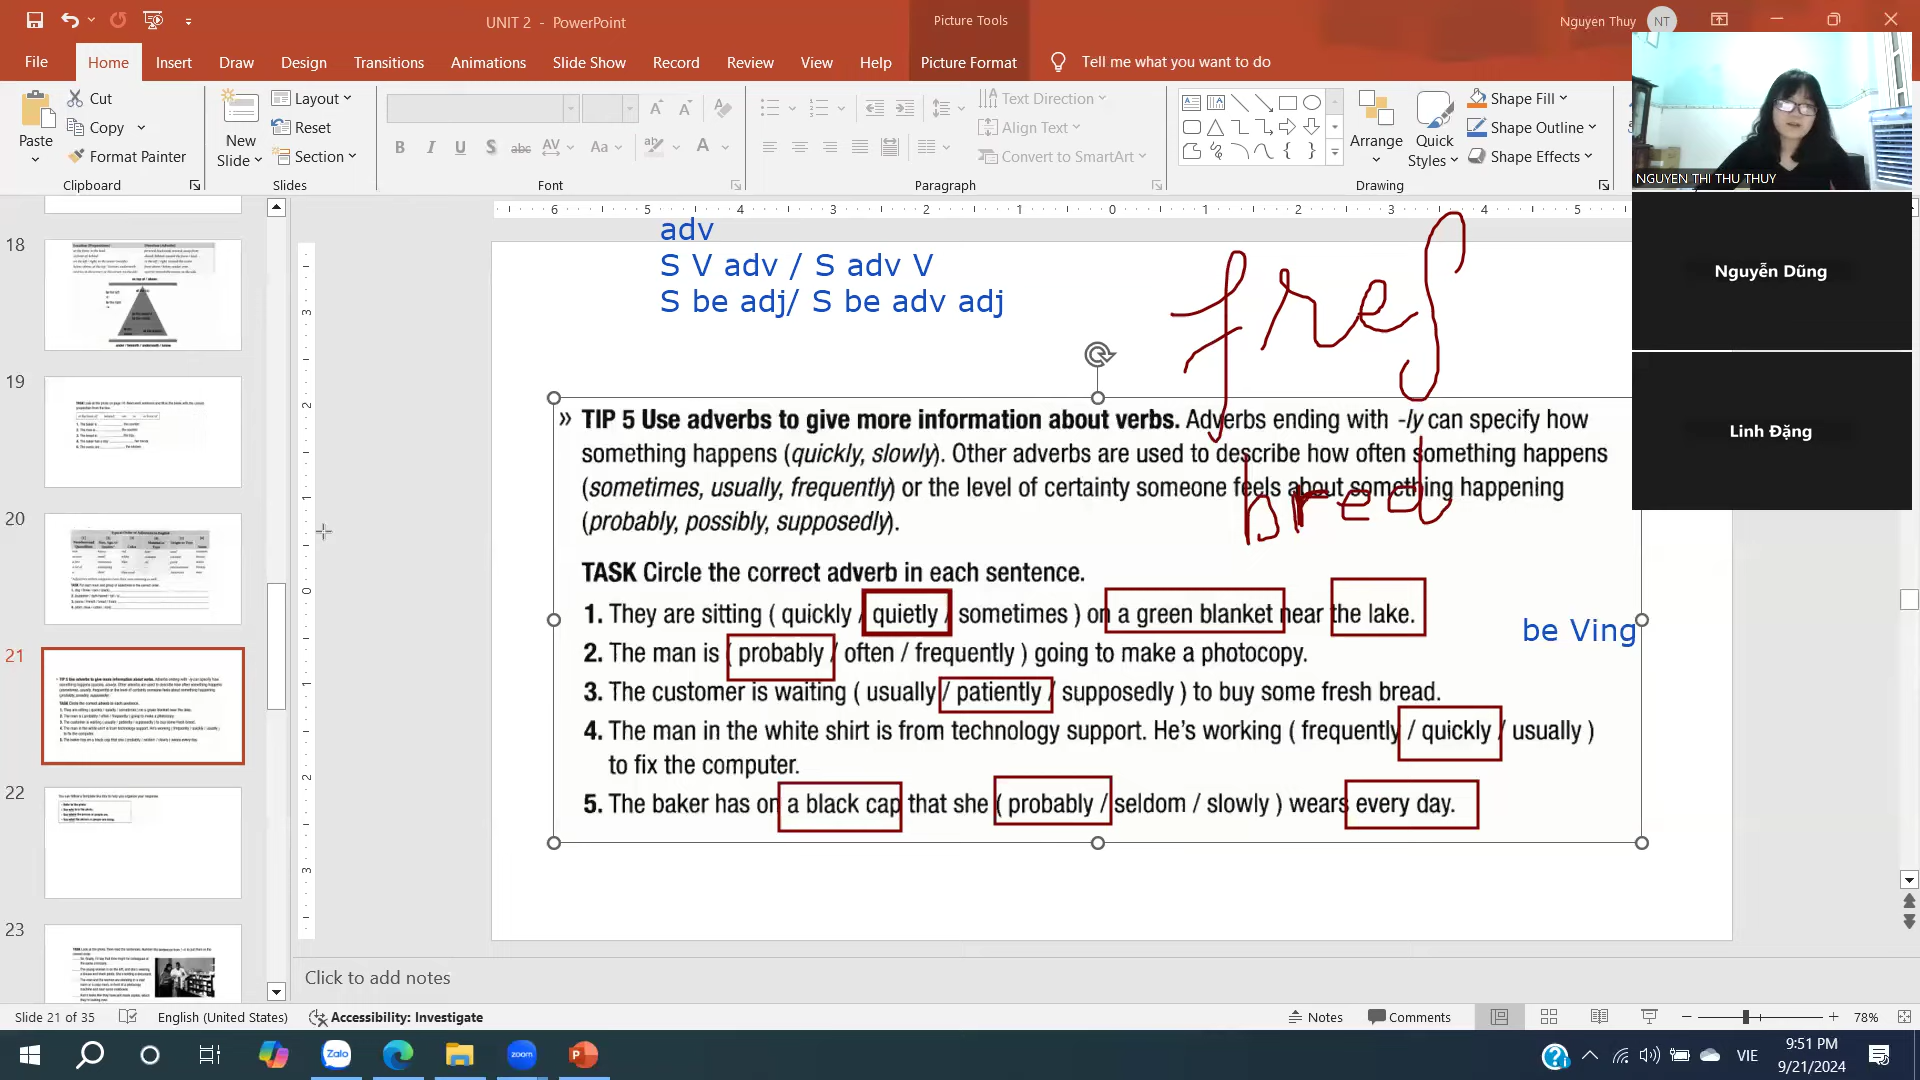 UNIT 2 - PowerPoint
Picture Tools
Nguyen Thuy
NT
File
Home
Insert
Draw
Design
Transitions
Animations
Slide Show
Record
Review
View
Help
Picture Format
Tell me what you want to do
Paste
Cut
Copy
Format Painter
Clipboard
New Slide
Layout
Reset
Section
Slides
Font
Text Direction
Align Text
Convert to SmartArt
Paragraph
Arrange
Quick Styles
Shape Fill
Shape Outline
Shape Effects
Drawing
NGUYEN THI THU THUY
Nguyễn Dũng
Linh Đặng
18
19
20
21
22
23
adv
S V adv / S adv V
S be adj/ S be adv adj
bred
» TIP 5 Use adverbs to give more information about verbs. Adverbs ending with -ly can specify how
something happens (quickly, slowly). Other adverbs are used to describe how often something happens
(sometimes, usually, frequently) or the level of certainty someone feels about something happening
(probably, possibly, supposedly).
TASK Circle the correct adverb in each sentence.
1. They are sitting ( quickly / quietly / sometimes ) on a green blanket near the lake.
be Ving
2. The man is ( probably / often / frequently ) going to make a photocopy.
3. The customer is waiting ( usually / patiently / supposedly ) to buy some fresh bread.
4. The man in the white shirt is from technology support. He's working ( frequently / quickly / usually )
to fix the computer.
5. The baker has on a black cap that she ( probably / seldom / slowly ) wears every day.
Click to add notes
Slide 21 of 35
English (United States)
Accessibility: Investigate
Notes
Comments
78%
Zalo
zoom
VIE
9:51 PM
9/21/2024